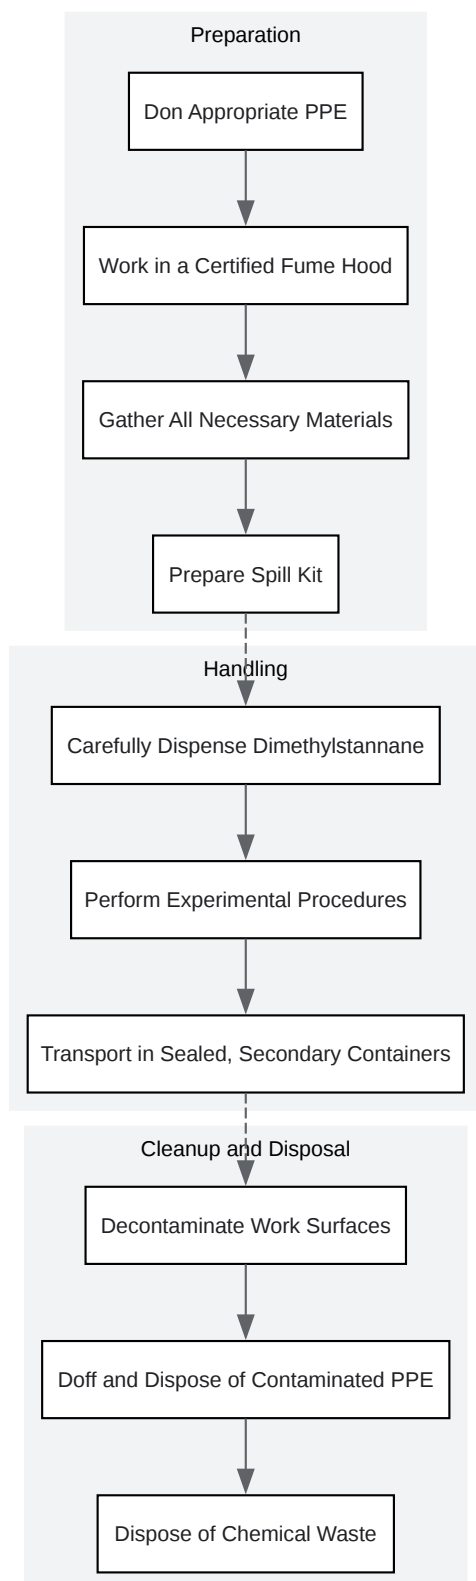 Preparation
Don Appropriate PPE
Work in a Certified Fume Hood
Gather All Necessary Materials
Prepare Spill Kit
Handling
Carefully Dispense Dimethylstannane
Perform Experimental Procedures
Transport in Sealed, Secondary Containers
Cleanup and Disposal
Decontaminate Work Surfaces
Doff and Dispose of Contaminated PPE
Dispose of Chemical Waste